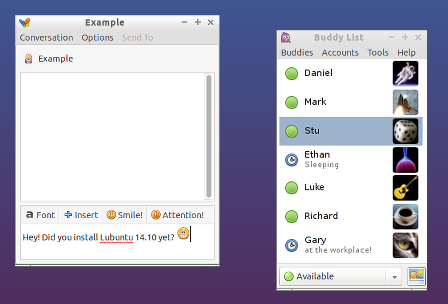 Example
Conversation Options Send To
Example
Font Insert Smile! Attention!
Hey! Did you install Lubuntu 14.10 yet?
Buddy List
Buddies Accounts Tools Help
Daniel
Mark
Stu
Ethan
Sleeping
Luke
Richard
Gary
at the workplace!
Available